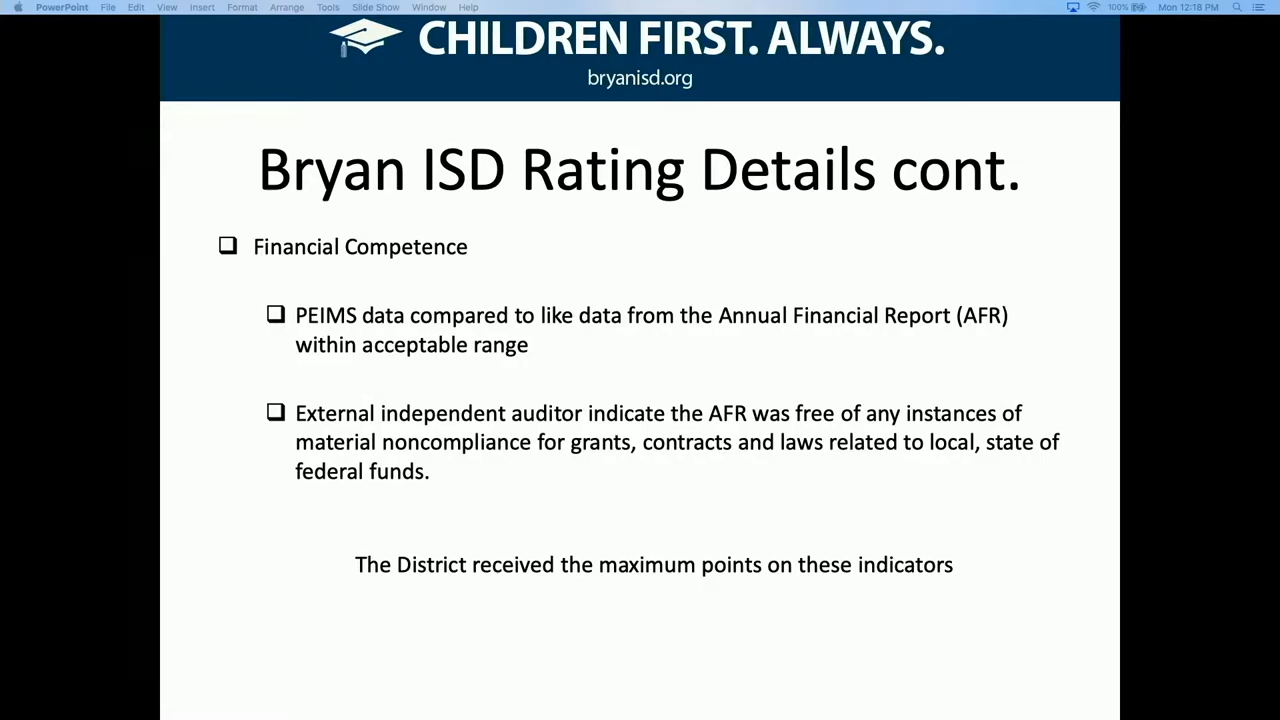 PowerPoint File Edit View Insert Format Arrange Tools Slide Show Window Help 100% Mon 12:18 PM
CHILDREN FIRST. ALWAYS.
bryanisd.org
Bryan ISD Rating Details cont.
Financial Competence
PEIMS data compared to like data from the Annual Financial Report (AFR)
within acceptable range
External independent auditor indicate the AFR was free of any instances of
material noncompliance for grants, contracts and laws related to local, state of
federal funds.
The District received the maximum points on these indicators